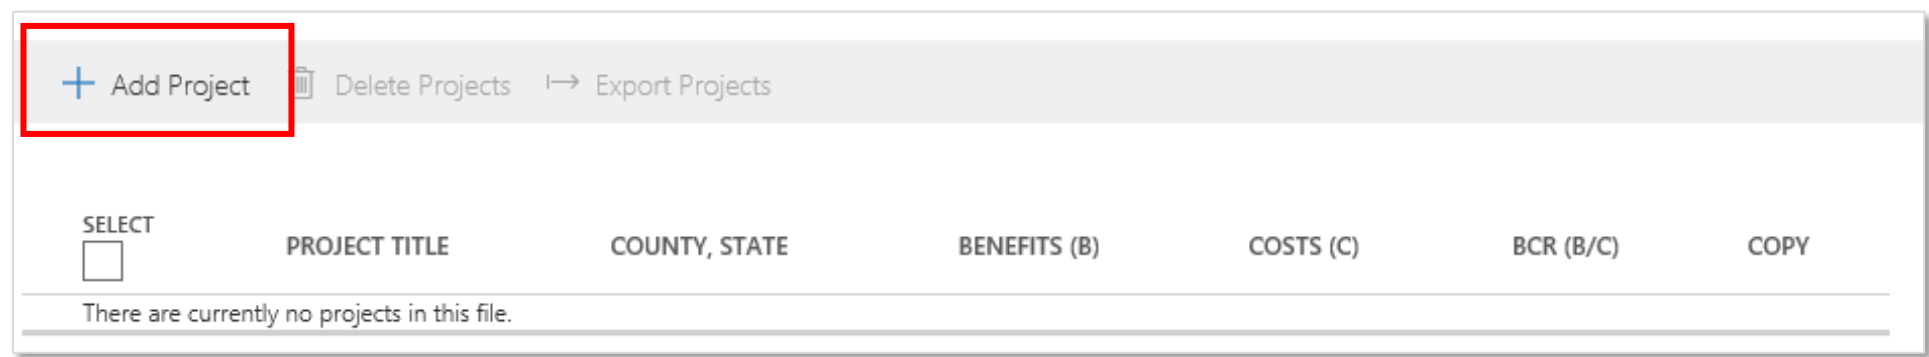 Add Project Delete Projects Export Projects
SELECT
PROJECT TITLE COUNTY, STATE BENEFITS (B) COSTS (C) BCR (B/C) COPY
There are currently no projects in this file.